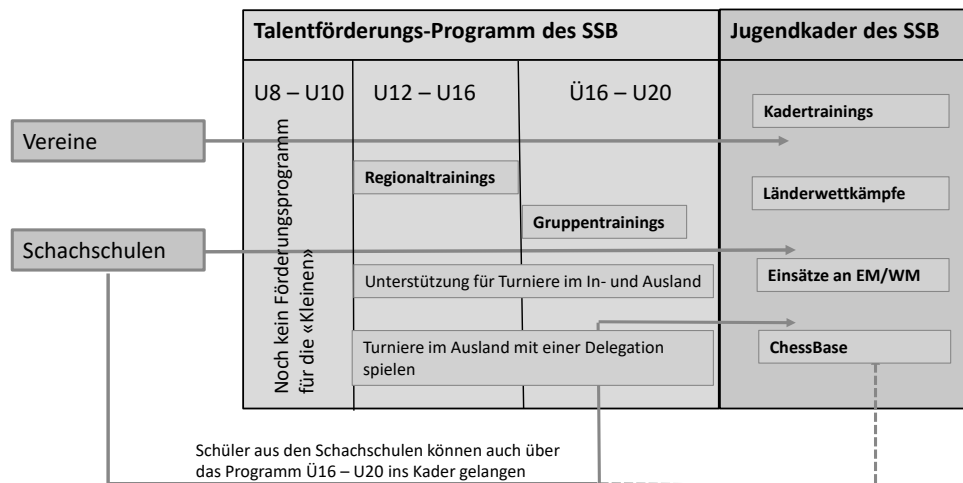 Talentförderungs-Programm des SSB
Jugendkader des SSB
U8 – U10
U12 – U16
Ü16 – U20
Kadertrainings
Vereine
Regionaltrainings
Länderwettkämpfe
Gruppentrainings
Schachschulen
Noch kein Förderungsprogramm
für die «Kleinen»
Unterstützung für Turniere im In- und Ausland
Einsätze an EM/WM
Turniere im Ausland mit einer Delegation
spielen
ChessBase
Schüler aus den Schachschulen können auch über
das Programm Ü16 – U20 ins Kader gelangen